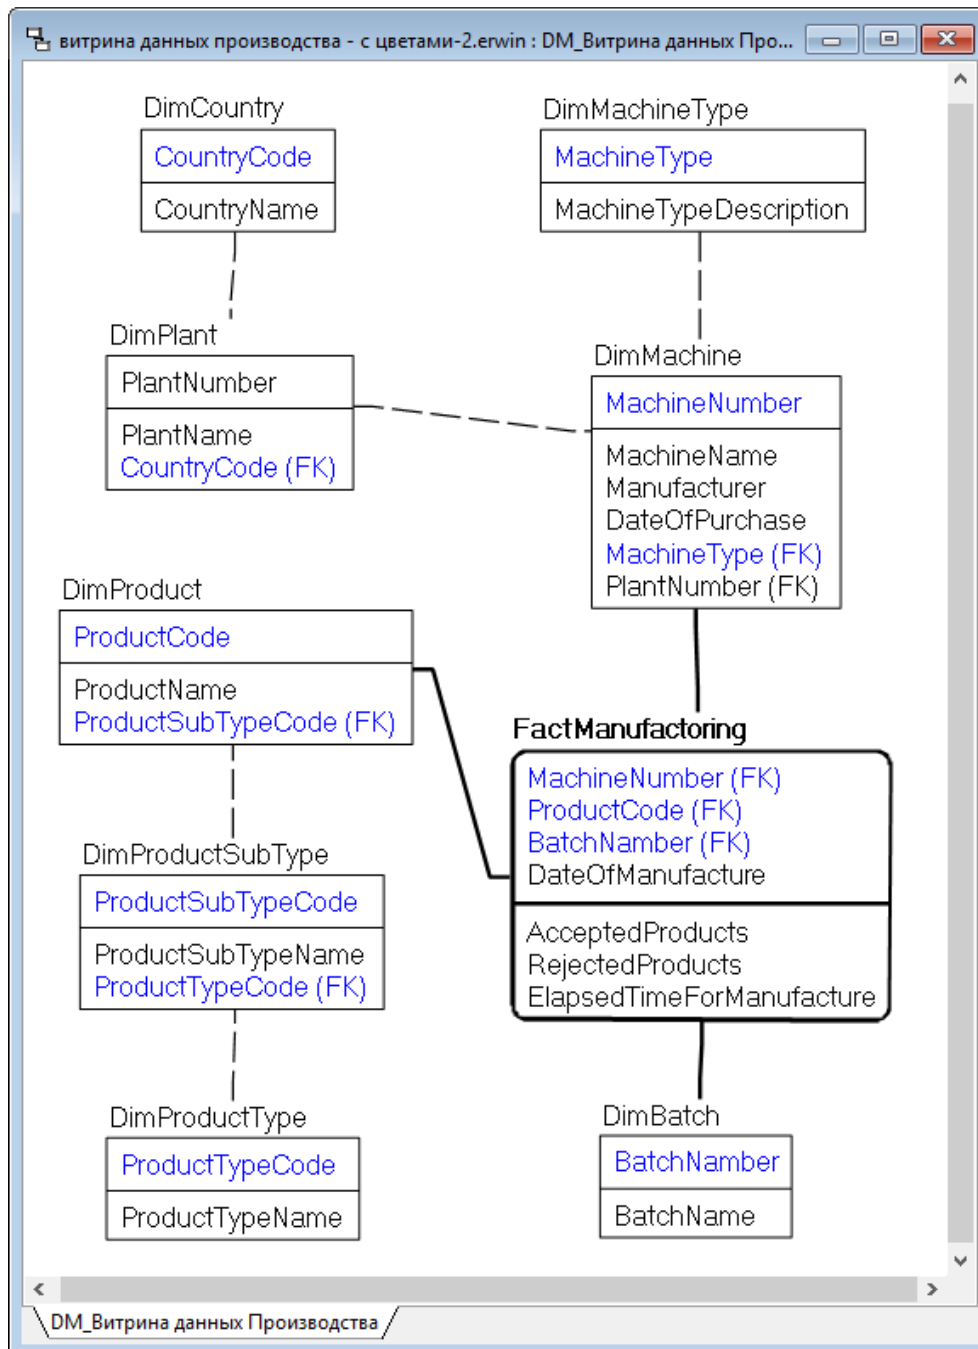 витрина данных производства - с цветами-2.erwin : DM_Витрина данных Про...
DimCountry
CountryCode
CountryName
DimMachineType
MachineType
MachineTypeDescription
DimPlant
PlantNumber
PlantName
CountryCode (FK)
DimMachine
MachineNumber
MachineName
Manufacturer
DateOfPurchase
MachineType (FK)
PlantNumber (FK)
DimProduct
ProductCode
ProductName
ProductSubTypeCode (FK)
FactManufactoring
MachineNumber (FK)
ProductCode (FK)
BatchNamber (FK)
DateOfManufacture
AcceptedProducts
RejectedProducts
ElapsedTimeForManufacture
DimProductSubType
ProductSubTypeCode
ProductSubTypeName
ProductTypeCode (FK)
DimProductType
ProductTypeCode
ProductTypeName
DimBatch
BatchNamber
BatchName
DM_Витрина данных Производства